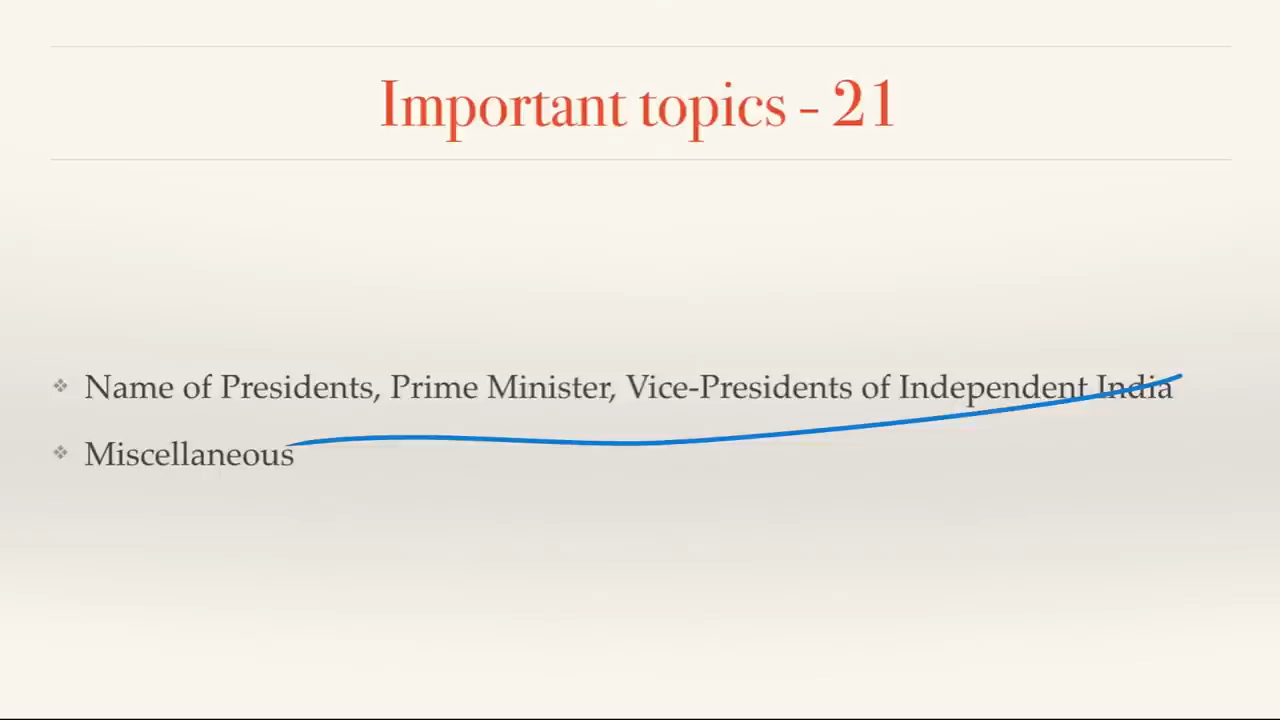 Important topics - 21
Name of Presidents, Prime Minister, Vice-Presidents of Independent India
Miscellaneous